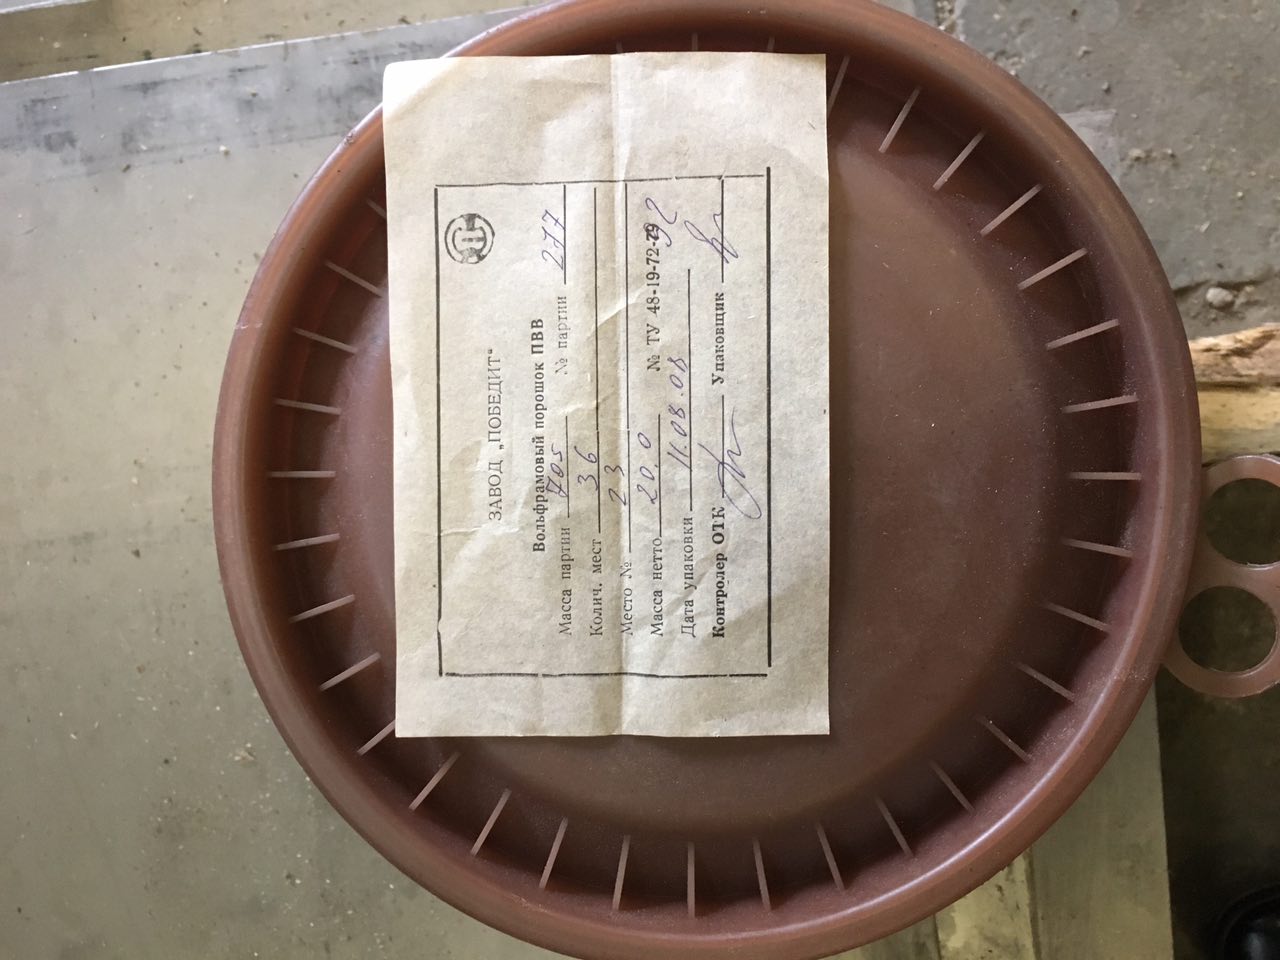 ЗАВОД „ПОБЕДИТ"
Вольфрамовый порошок ПВВ
Масса партии 705 № партии 277
Колич. мест 36
Место № 23
Масса нетто 20,0 № ТУ 48-19-72-92
Дата упаковки 11.08.08
Контролер ОТК Упаковщик